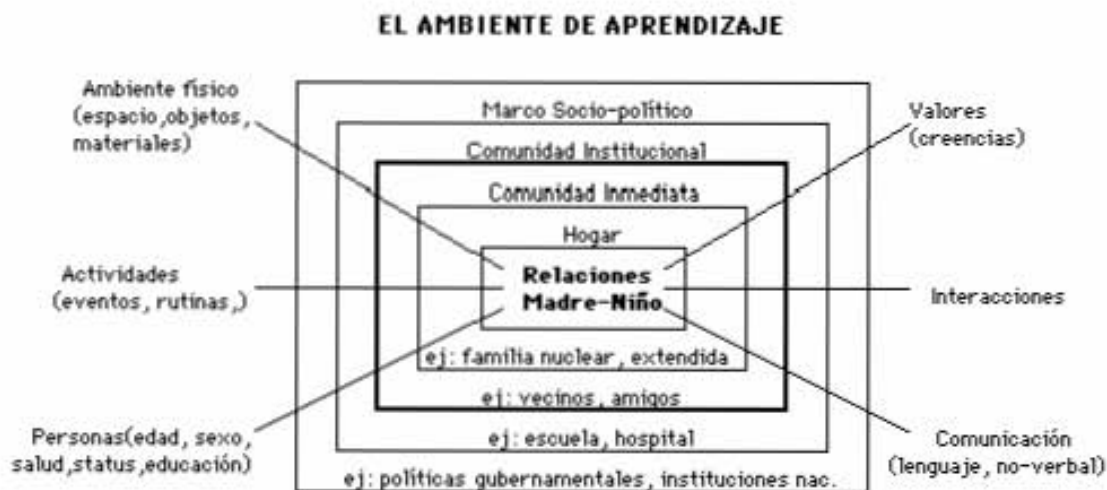 EL AMBIENTE DE APRENDIZAJE
Ambiente físico
(espacio,objetos,
materiales)
Valores
(creencias)
Marco Socio-político
Comunidad Institucional
Comunidad Inmediata
Hogar
Relaciones
Madre-Niño
Actividades
(eventos, rutinas,)
Interacciones
ej: familia nuclear, extendida
ej: vecinos, amigos
ej: escuela, hospital
ej: políticas gubernamentales, instituciones nac.
Personas(edad, sexo,
salud,status,educación)
Comunicación
(lenguaje, no-verbal)